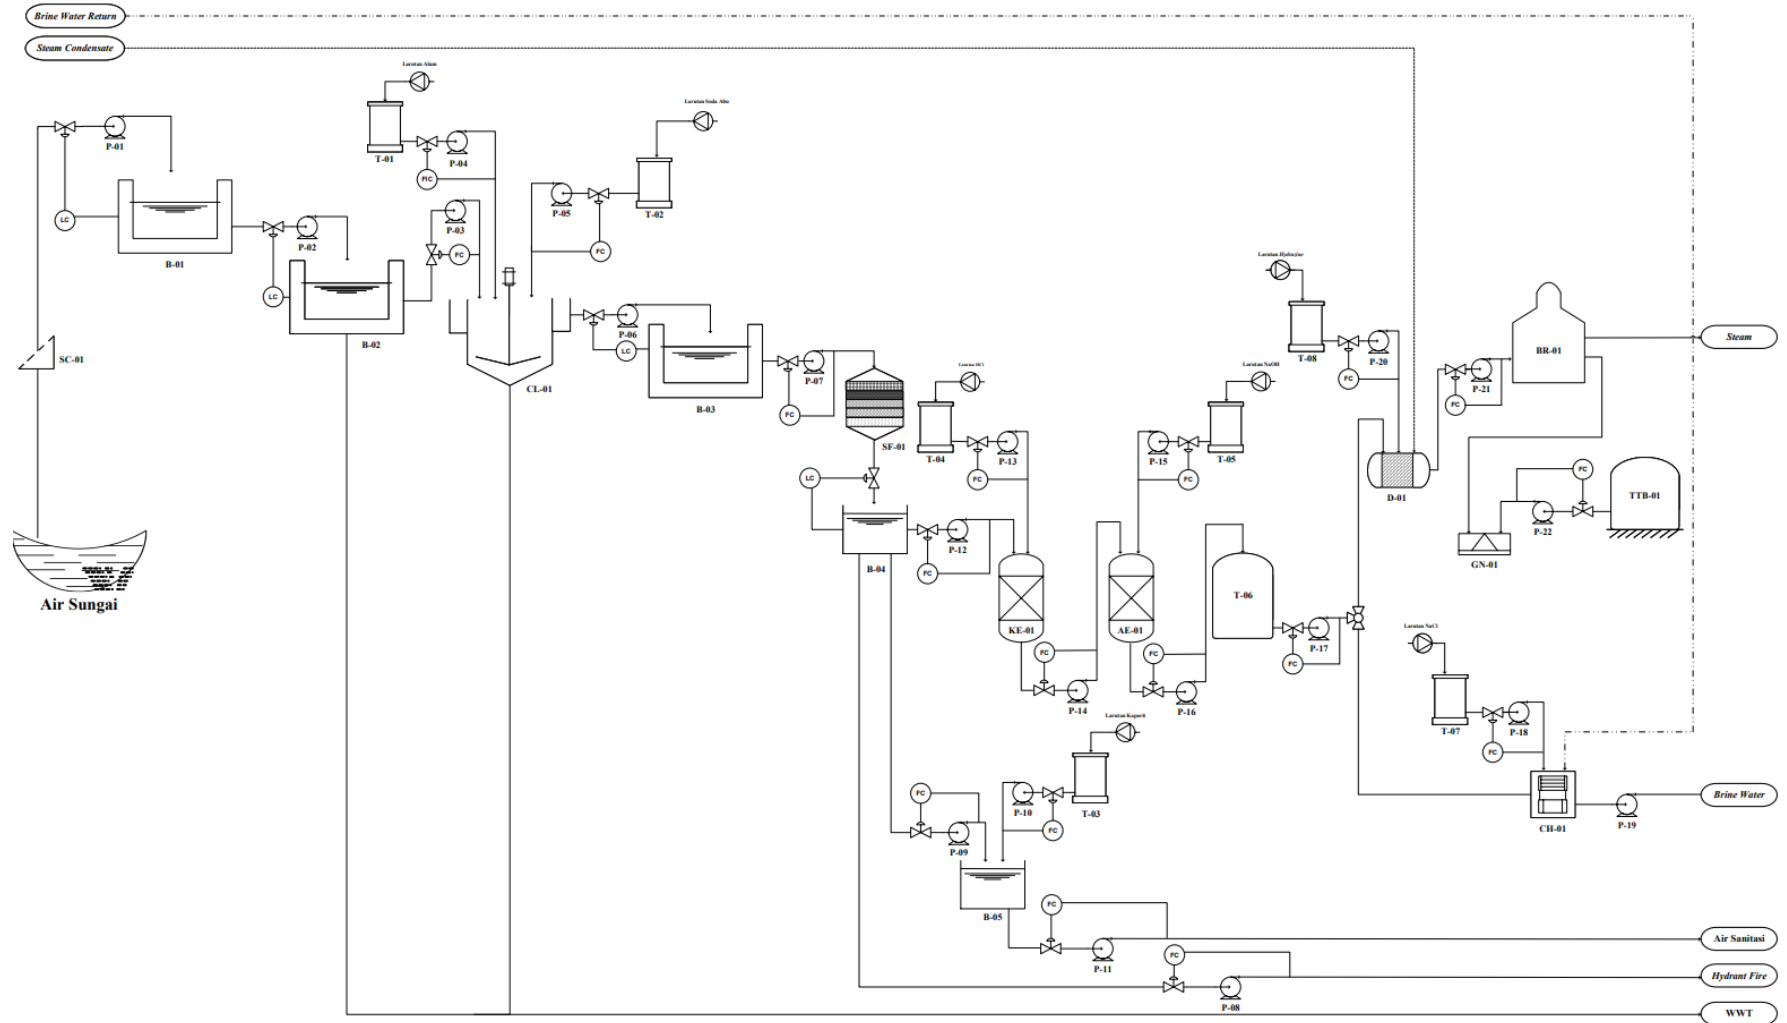 Brine Water Return
Steam Condensate
Larutan Alum
T-01
P-04
FIC
P-01
LC
B-01
P-02
LC
B-02
P-03
FC
Larutan Soda Abu
T-02
P-05
FC
CL-01
SC-01
Air Sungai
P-06
LC
B-03
P-07
FC
SF-01
LC
B-04
Larutan HCl
T-04
P-13
FC
P-12
FC
KE-01
FC
P-14
Larutan NaOH
T-05
P-15
FC
AE-01
FC
P-16
T-06
P-17
FC
Larutan Hydrazine
T-08
P-20
FC
D-01
P-21
FC
BR-01
Steam
FC
P-22
TTB-01
GN-01
Larutan NaCl
T-07
P-18
FC
CH-01
P-19
Brine Water
Larutan Kaporit
T-03
P-10
FC
FC
P-09
B-05
FC
P-11
Air Sanitasi
FC
P-08
Hydrant Fire
WWT